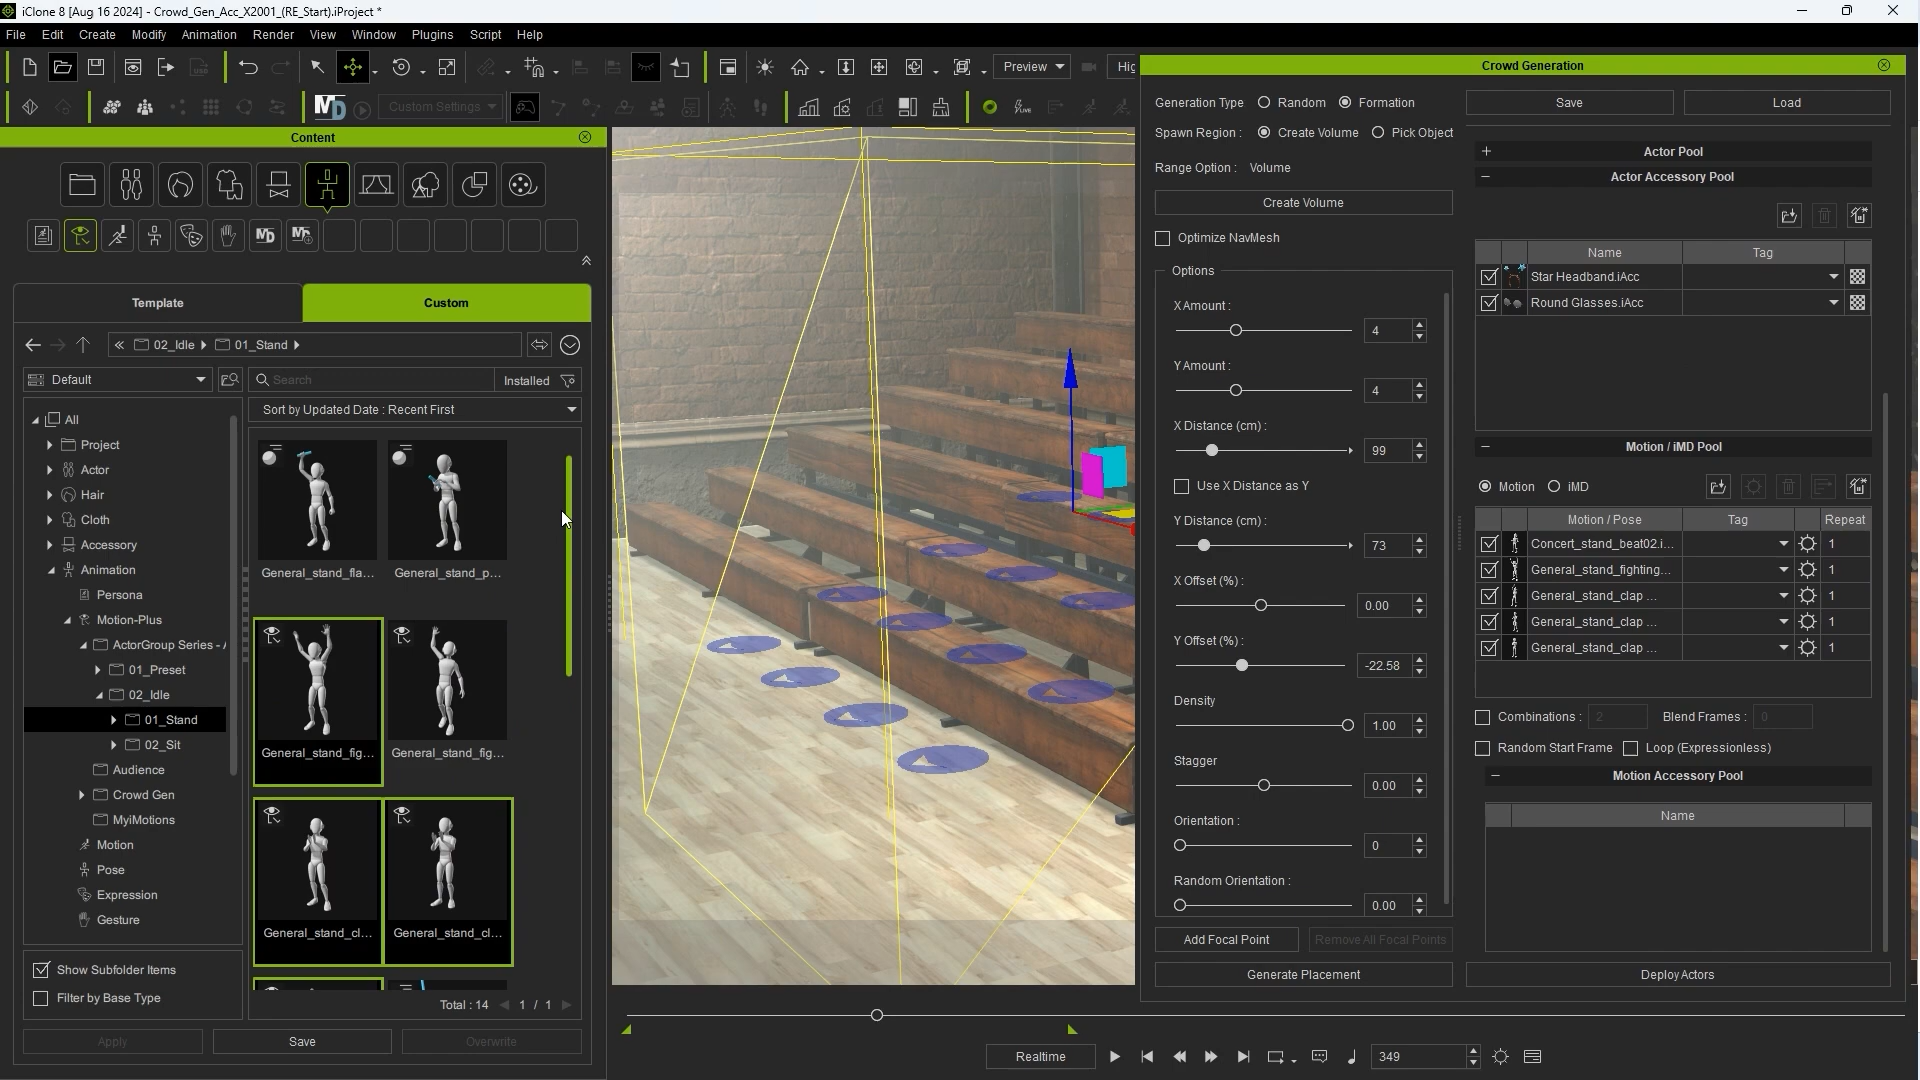 iClone 8 [Aug 16 2024] - Crowd_Gen_Acc_X2001_(RE_Start).iProject *
File Edit Create Modify Animation Render View Window Plugins Script Help
Preview
Hig
MD Custom Settings
Content
Template Custom
« 02_Idle 01_Stand
Default
Search
Installed
Sort by Updated Date : Recent First
All
Project
Actor
Hair
Cloth
Accessory
Animation
Persona
Motion-Plus
ActorGroup Series -
01_Preset
02_Idle
01_Stand
02_Sit
Audience
Crowd Gen
MyiMotions
Motion
Pose
Expression
Gesture
General_stand_fla... General_stand_p...
General_stand_fig... General_stand_fig...
General_stand_cl... General_stand_cl...
Show Subfolder Items
Filter by Base Type
Total : 14 1 / 1
Apply Save Overwrite
Crowd Generation
Generation Type Random Formation
Spawn Region : Create Volume Pick Object
Range Option : Volume
Create Volume
Optimize NavMesh
Options
X Amount :
4
Y Amount :
4
X Distance (cm) :
99
Use X Distance as Y
Y Distance (cm) :
73
X Offset (%) :
0.00
Y Offset (%) :
-22.58
Density
1.00
Stagger
0.00
Orientation :
0
Random Orientation :
0.00
Add Focal Point Remove All Focal Points
Generate Placement
Save Load
Actor Pool
Actor Accessory Pool
Name Tag
Star Headband.iAcc
Round Glasses.iAcc
Motion / iMD Pool
Motion iMD
Motion / Pose Tag Repeat
Concert_stand_beat02.i... 1
General_stand_fighting... 1
General_stand_clap ... 1
General_stand_clap ... 1
General_stand_clap ... 1
Combinations : 2 Blend Frames : 0
Random Start Frame Loop (Expressionless)
Motion Accessory Pool
Name
Deploy Actors
Realtime
349